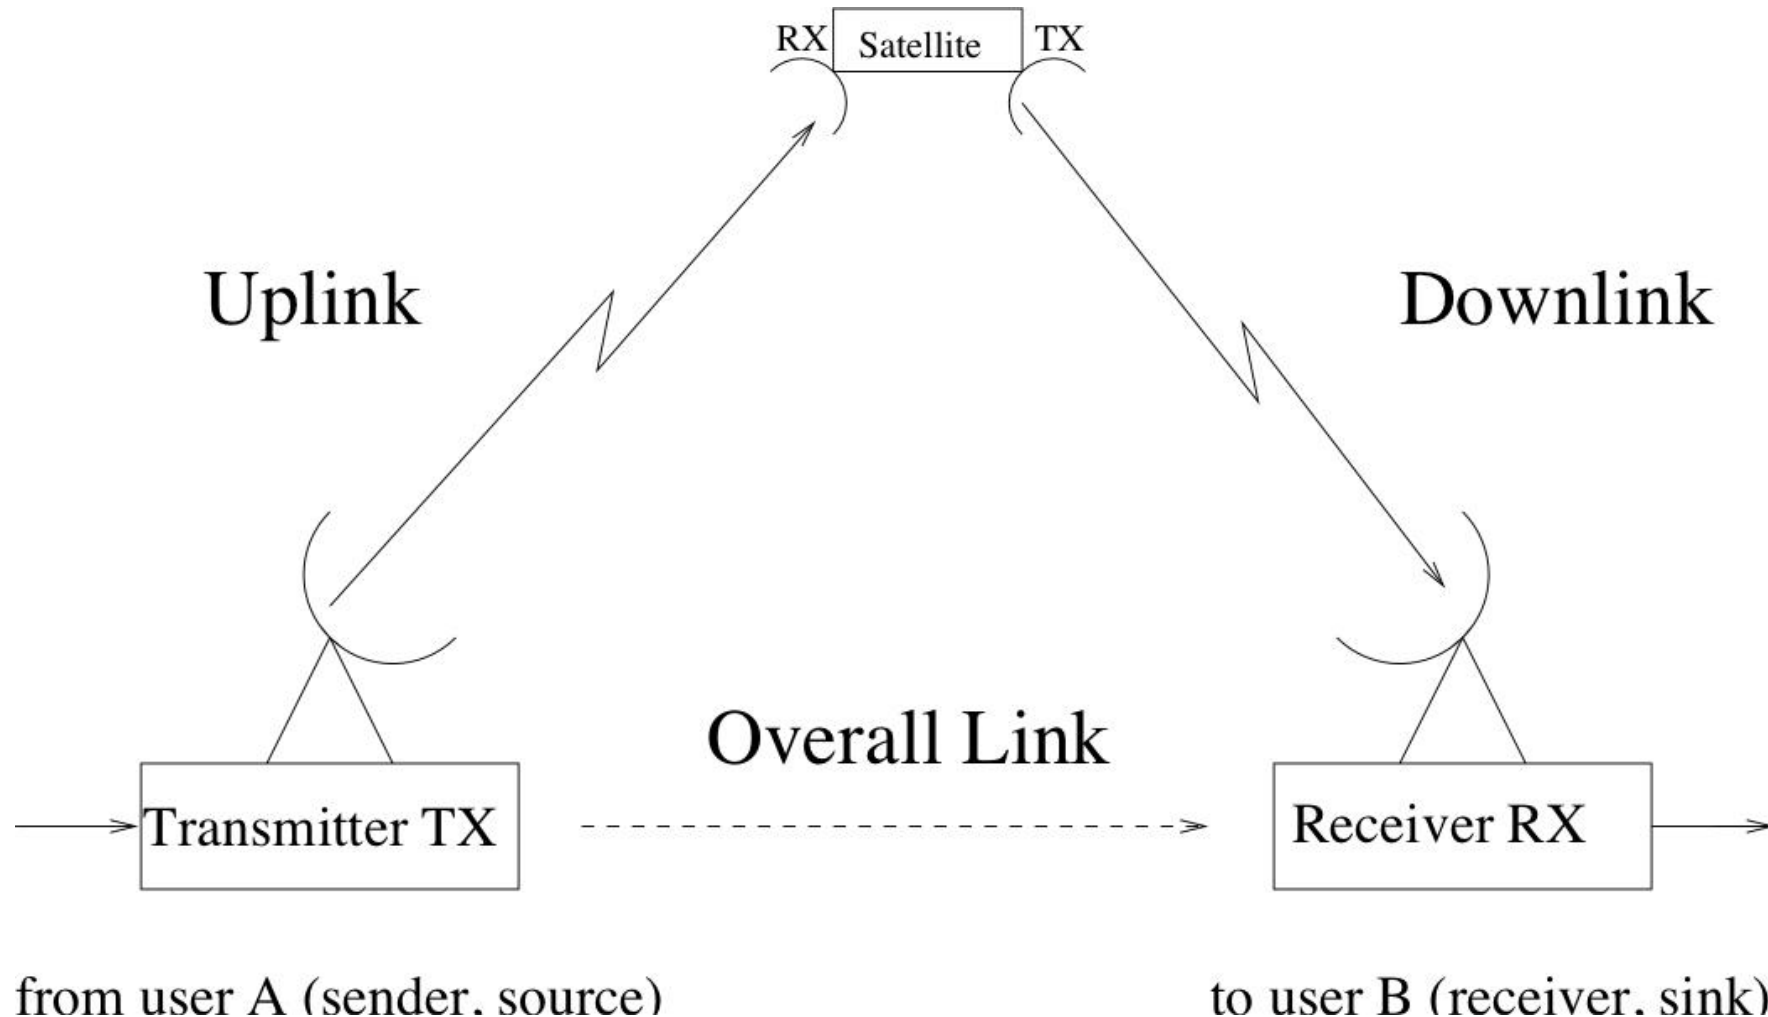 RX Satellite TX
Uplink
Downlink
Overall Link
Transmitter TX
Receiver RX
from user A (sender, source)
to user B (receiver, sink)